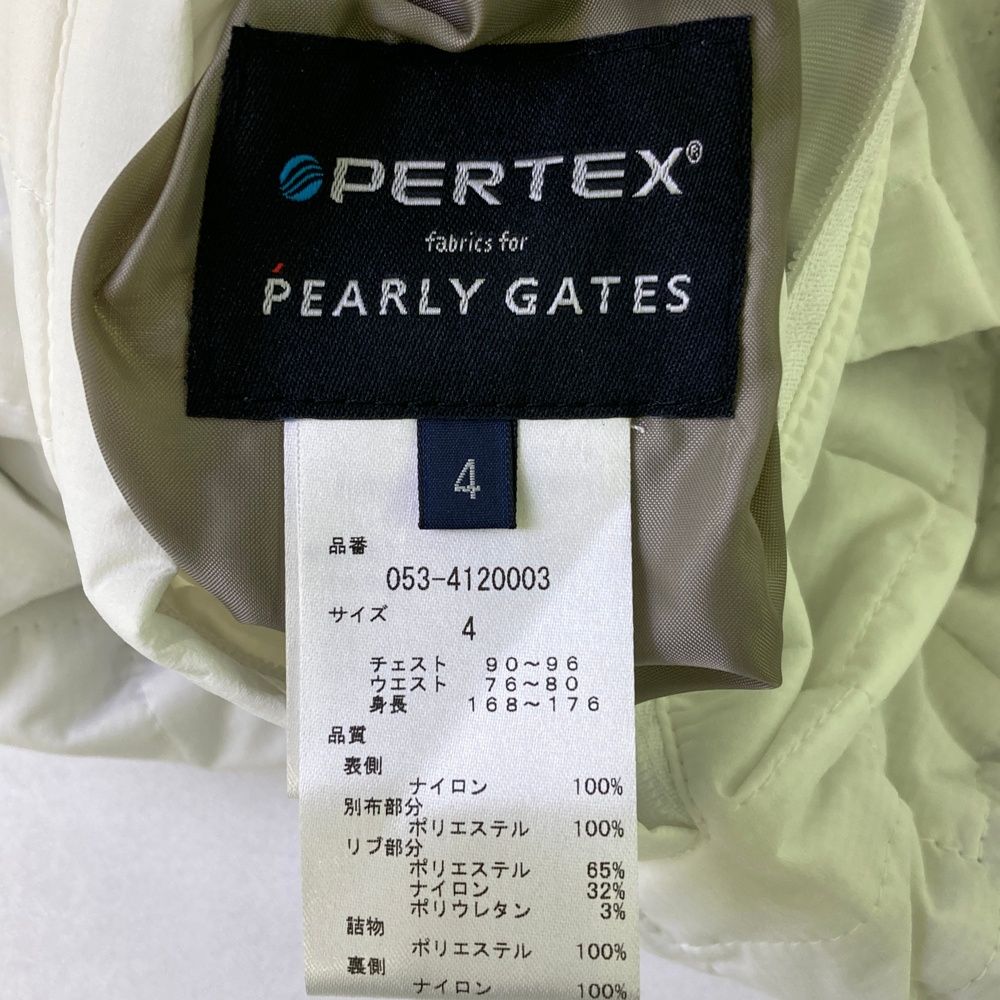 PERTEX®
fabrics for
PEARLY GATES
4
品番
053-4120003
サイズ
4
チェスト 90~96
ウエスト 76~80
身長 168~176
品質
表側
ナイロン 100%
別布部分
ポリエステル 100%
リブ部分
ポリエステル 65%
ナイロン 32%
ポリウレタン 3%
詰物
ポリエステル 100%
裏側
ナイロン 100%